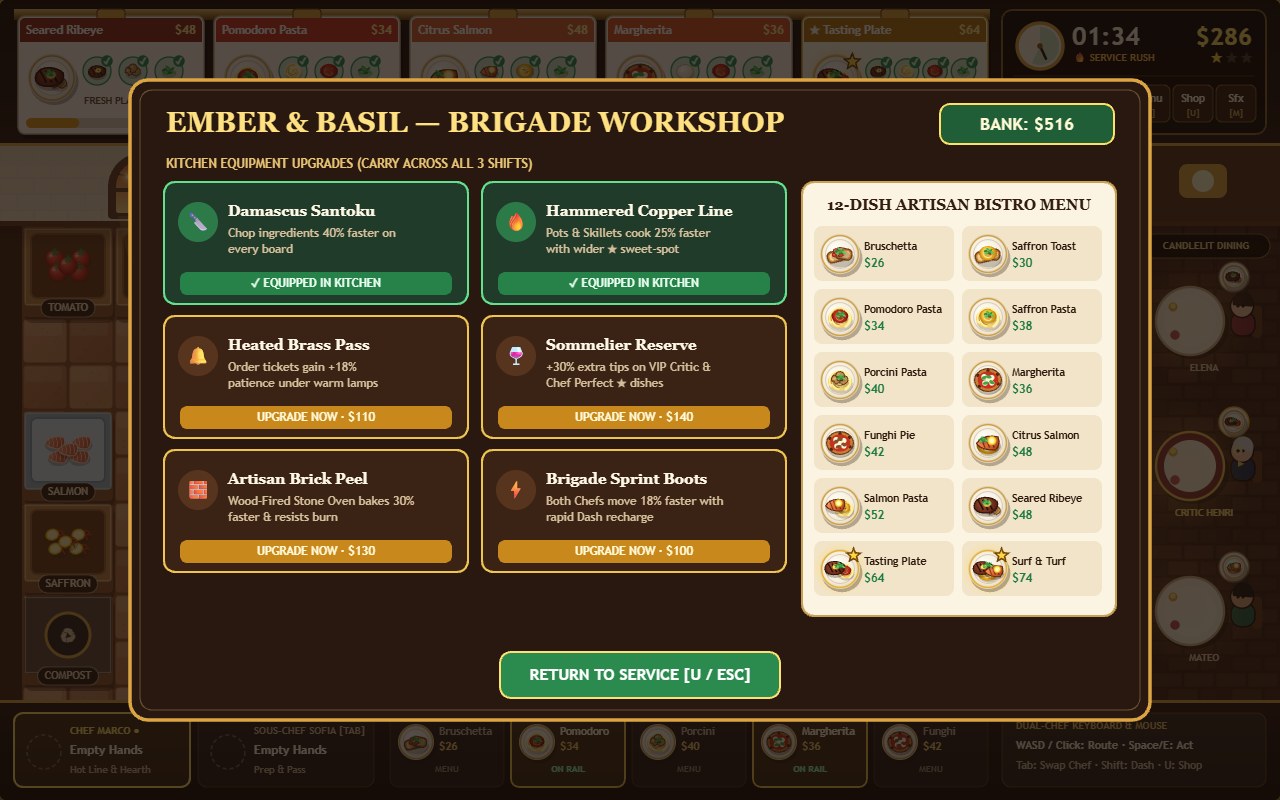 Seared Ribeye $48
Pomodoro Pasta $34
Citrus Salmon $48
Margherita $36
★ Tasting Plate $64
01:34
SERVICE RUSH
$286
FRESH
Shop
[U]
Sfx
[M]
EMBER & BASIL — BRIGADE WORKSHOP
BANK: $516
KITCHEN EQUIPMENT UPGRADES (CARRY ACROSS ALL 3 SHIFTS)
Damascus Santoku
Chop ingredients 40% faster on
every board
✓ EQUIPPED IN KITCHEN
Hammered Copper Line
Pots & Skillets cook 25% faster
with wider ★ sweet-spot
✓ EQUIPPED IN KITCHEN
Heated Brass Pass
Order tickets gain +18%
patience under warm lamps
UPGRADE NOW · $110
Sommelier Reserve
+30% extra tips on VIP Critic &
Chef Perfect ★ dishes
UPGRADE NOW · $140
Artisan Brick Peel
Wood-Fired Stone Oven bakes 30%
faster & resists burn
UPGRADE NOW · $130
Brigade Sprint Boots
Both Chefs move 18% faster with
rapid Dash recharge
UPGRADE NOW · $100
12-DISH ARTISAN BISTRO MENU
Bruschetta
$26
Saffron Toast
$30
Pomodoro Pasta
$34
Saffron Pasta
$38
Porcini Pasta
$40
Margherita
$36
Funghi Pie
$42
Citrus Salmon
$48
Salmon Pasta
$52
Seared Ribeye
$48
Tasting Plate
$64
Surf & Turf
$74
RETURN TO SERVICE [U / ESC]
TOMATO
SALMON
SAFFRON
COMPOST
CANDLELIT DINING
ELENA
CRITIC HENRI
MATEO
CHEF MARCO ●
Empty Hands
Hot Line & Hearth
SOUS-CHEF SOFIA [TAB]
Empty Hands
Prep & Pass
Bruschetta
$26
MENU
Pomodoro
$34
ON RAIL
Porcini
$40
MENU
Margherita
$36
ON RAIL
Funghi
$42
MENU
DUAL-CHEF KEYBOARD & MOUSE
WASD / Click: Route · Space/E: Act
Tab: Swap Chef · Shift: Dash · U: Shop